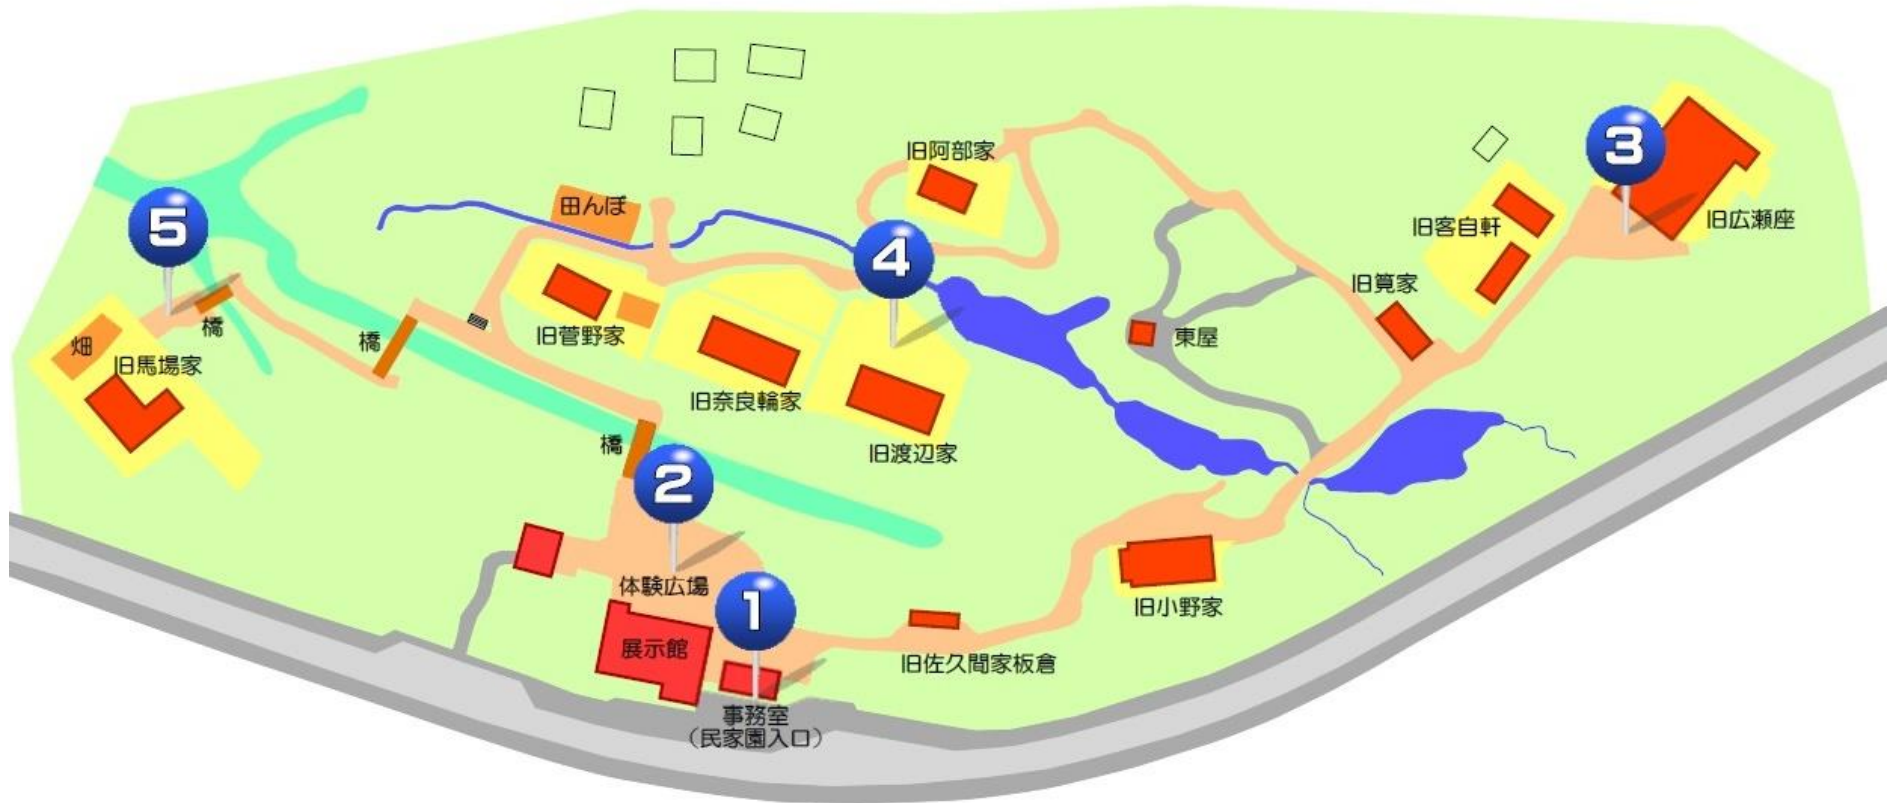 旧阿部家
3
田んぼ
5
旧広瀬座
旧客自軒
4
旧筧家
橋
旧菅野家
橋
東屋
畑
旧馬場家
旧奈良輪家
橋
旧渡辺家
2
体験広場
1
旧小野家
展示館
旧佐久間家板倉
事務室
（民家園入口）